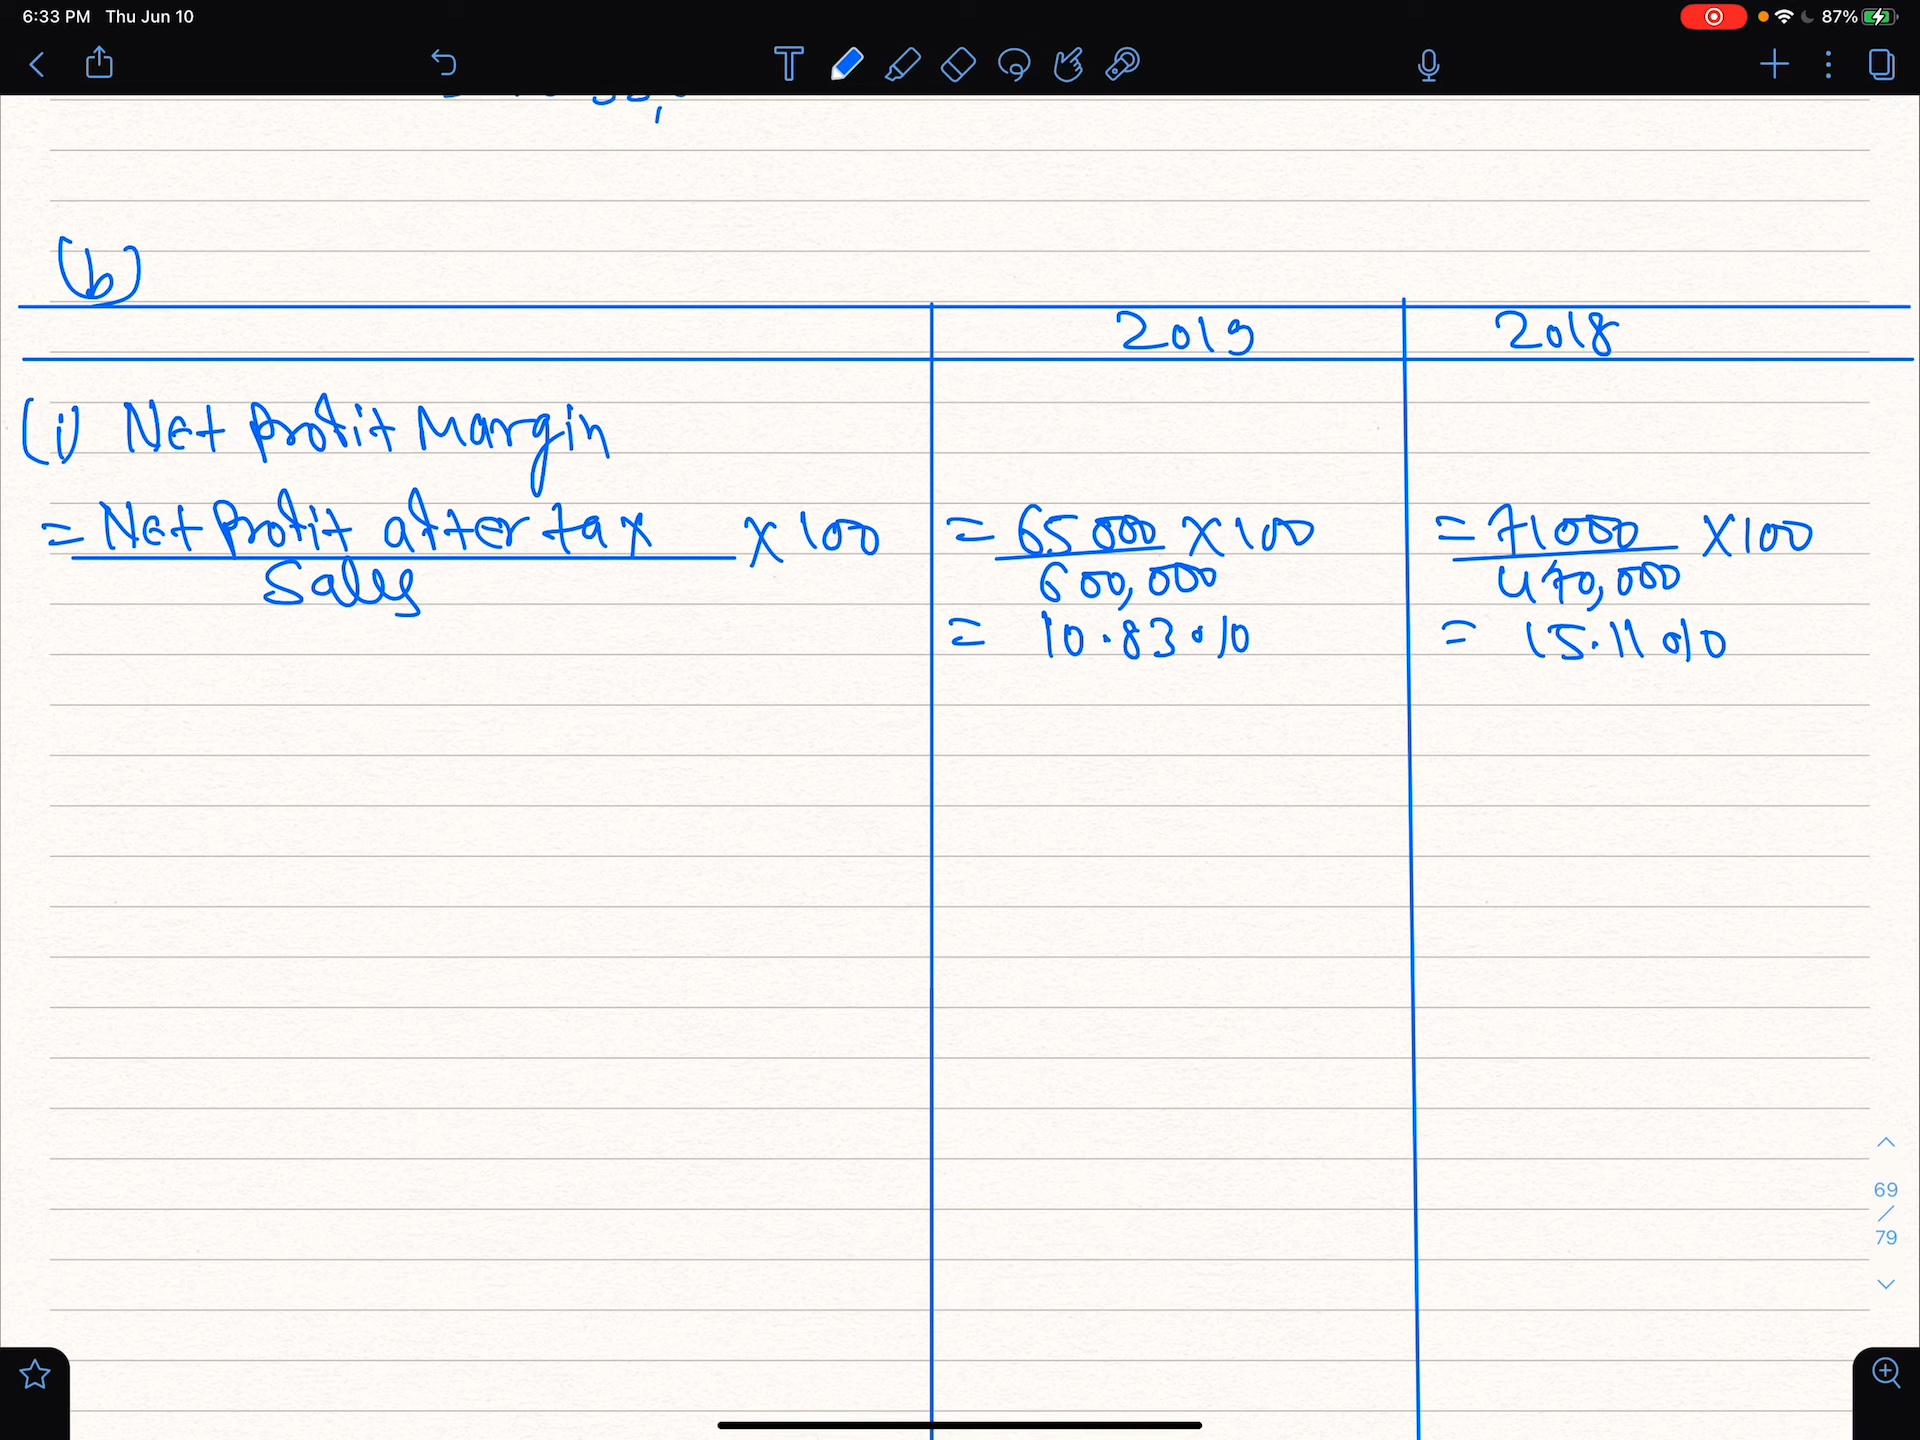 6:33 PM Thu Jun 10
87%
(b)
2019 2018
(i) Net Profit Margin
= Net Profit after tax / Sales × 100 = 65 000 / 600,000 × 100 = 71000 / 470,000 × 100
= 10.83 % = 15.11 %
69
/
79